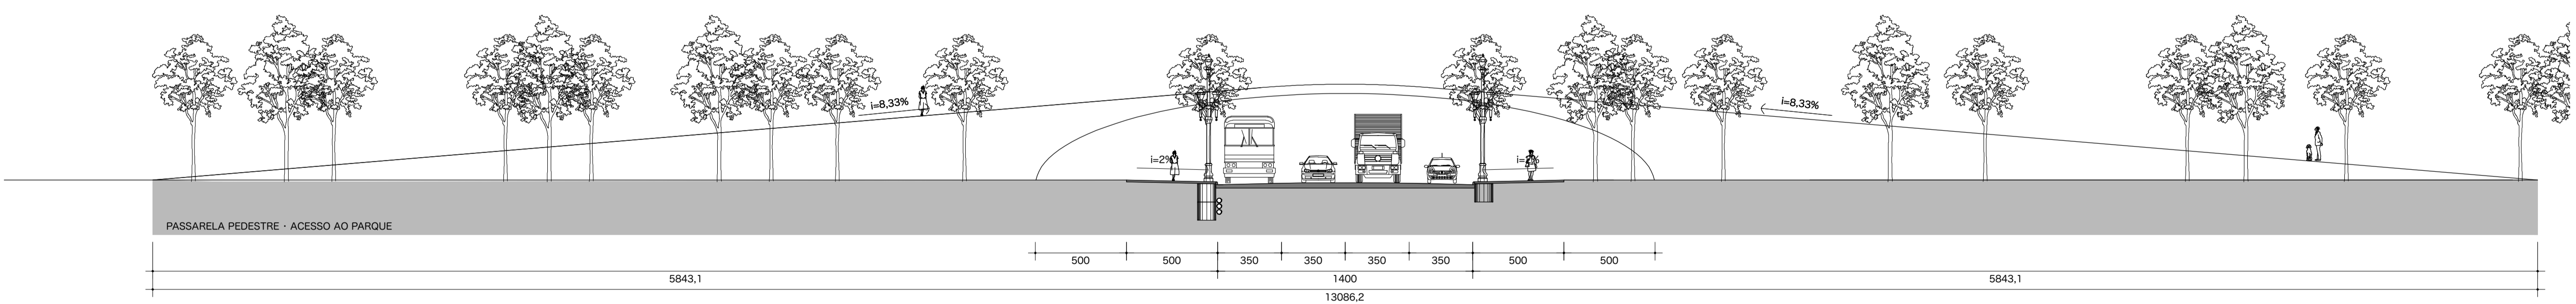 i=8,33%
i=8,33%
i=2%
i=2%
PASSARELA PEDESTRE · ACESSO AO PARQUE
500 500 350 350 350 350 500 500
5843,1 1400 5843,1
13086,2